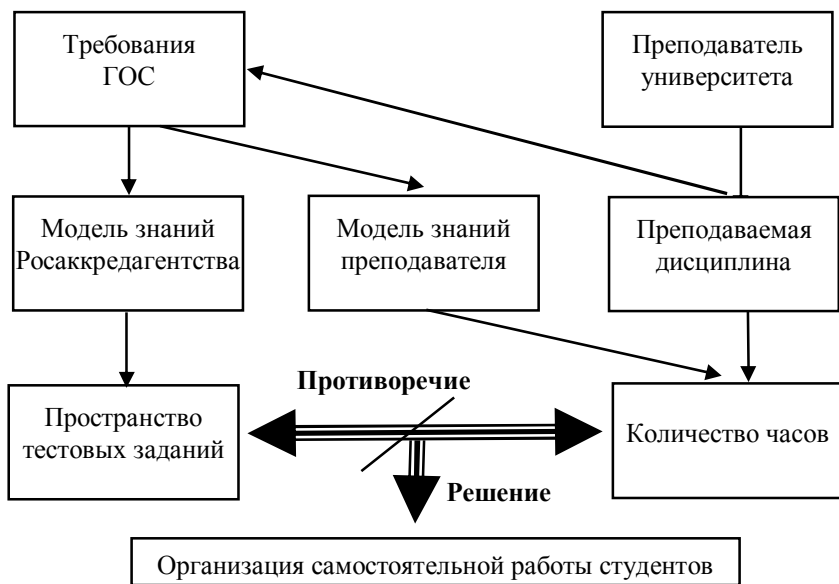 Требования
ГОС
Преподаватель
университета
Модель знаний
Росаккредагентства
Модель знаний
преподавателя
Преподаваемая
дисциплина
Противоречие
Пространство
тестовых заданий
Количество часов
Решение
Организация самостоятельной работы студентов